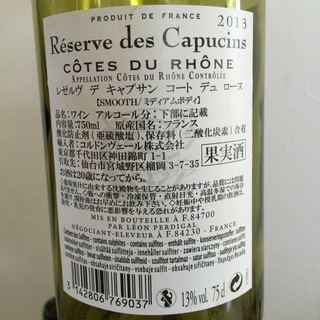 PRODUIT DE FRANCE
2013
Réserve des Capucins
CÔTES DU RHÔNE
APPELLATION CÔTES DU RHÔNE CONTRÔLÉE
レゼルヴ デ キャプサン コート デュ ローヌ
【SMOOTH/ミディアムボディ】
品名:ワイン アルコール分:下部に記載
内容量:750ml 原産国名:フランス
酸化防止剤(亜硫酸塩)、保存料(二酸化炭素)含有
輸入者:コルドンヴェール株式会社
東京都千代田区神田錦町1-1
引取先:仙台市宮城野区榴岡 3-7-35
お酒は20歳になってから。
果実酒
MIS EN BOUTEILLE À F.84700
PAR LÉON PERDIGAL
NÉGOCIANT-ELEVEUR À F.84230 - FRANCE
3 142806 769037
13% vol. 75 cl